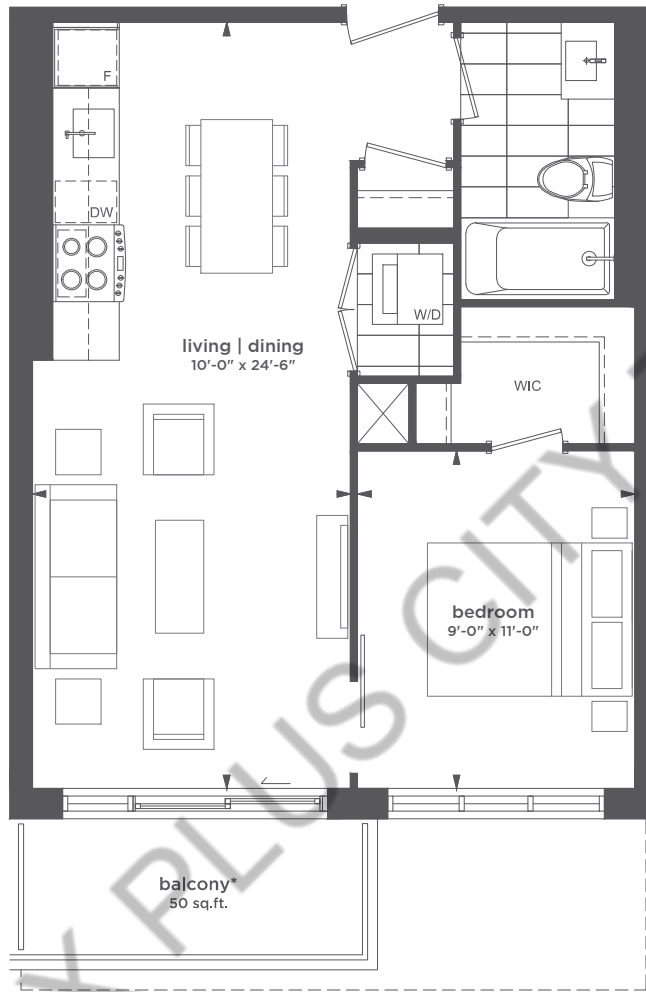 F
DW
W/D
living | dining
10'-0" x 24'-6"
WIC
bedroom
9'-0" x 11'-0"
balcony*
50 sq.ft.
PLUS CITY